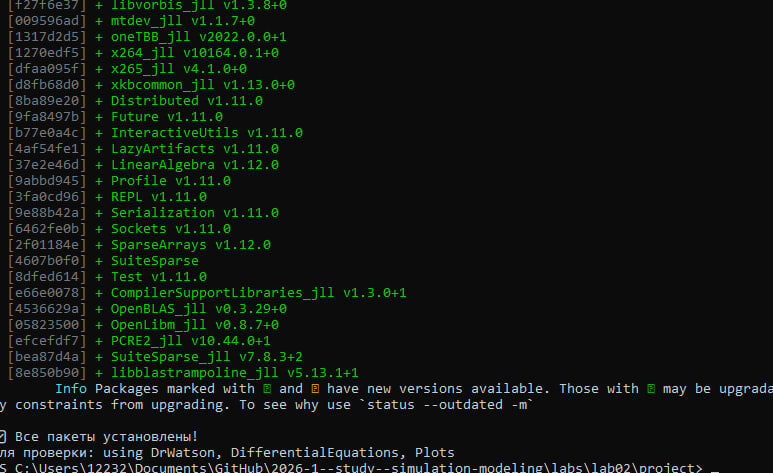 [f27f6e37] + libvorbis_jll v1.3.8+0
[009596ad] + mtdev_jll v1.1.7+0
[1317d2d5] + oneTBB_jll v2022.0.0+1
[1270edf5] + x264_jll v10164.0.1+0
[dfaa095f] + x265_jll v4.1.0+0
[d8fb68d0] + xkbcommon_jll v1.13.0+0
[8ba89e20] + Distributed v1.11.0
[9fa8497b] + Future v1.11.0
[b77e0a4c] + InteractiveUtils v1.11.0
[4af54fe1] + LazyArtifacts v1.11.0
[37e2e46d] + LinearAlgebra v1.12.0
[9abbd945] + Profile v1.11.0
[3fa0cd96] + REPL v1.11.0
[9e88b42a] + Serialization v1.11.0
[6462fe0b] + Sockets v1.11.0
[2f01184e] + SparseArrays v1.12.0
[4607b0f0] + SuiteSparse
[8dfed614] + Test v1.11.0
[e66e0078] + CompilerSupportLibraries_jll v1.3.0+1
[4536629a] + OpenBLAS_jll v0.3.29+0
[05823500] + OpenLibm_jll v0.8.7+0
[efcefdf7] + PCRE2_jll v10.44.0+1
[bea87d4a] + SuiteSparse_jll v7.8.3+2
[8e850b90] + libblastrampoline_jll v5.13.1+1
Info Packages marked with and have new versions available. Those with may be upgrada
y constraints from upgrading. To see why use `status --outdated -m`
Все пакеты установлены!
ля проверки: using DrWatson, DifferentialEquations, Plots
S C:\Users\12232\Documents\GitHub\2026-1--study--simulation-modeling\labs\lab02\project> _